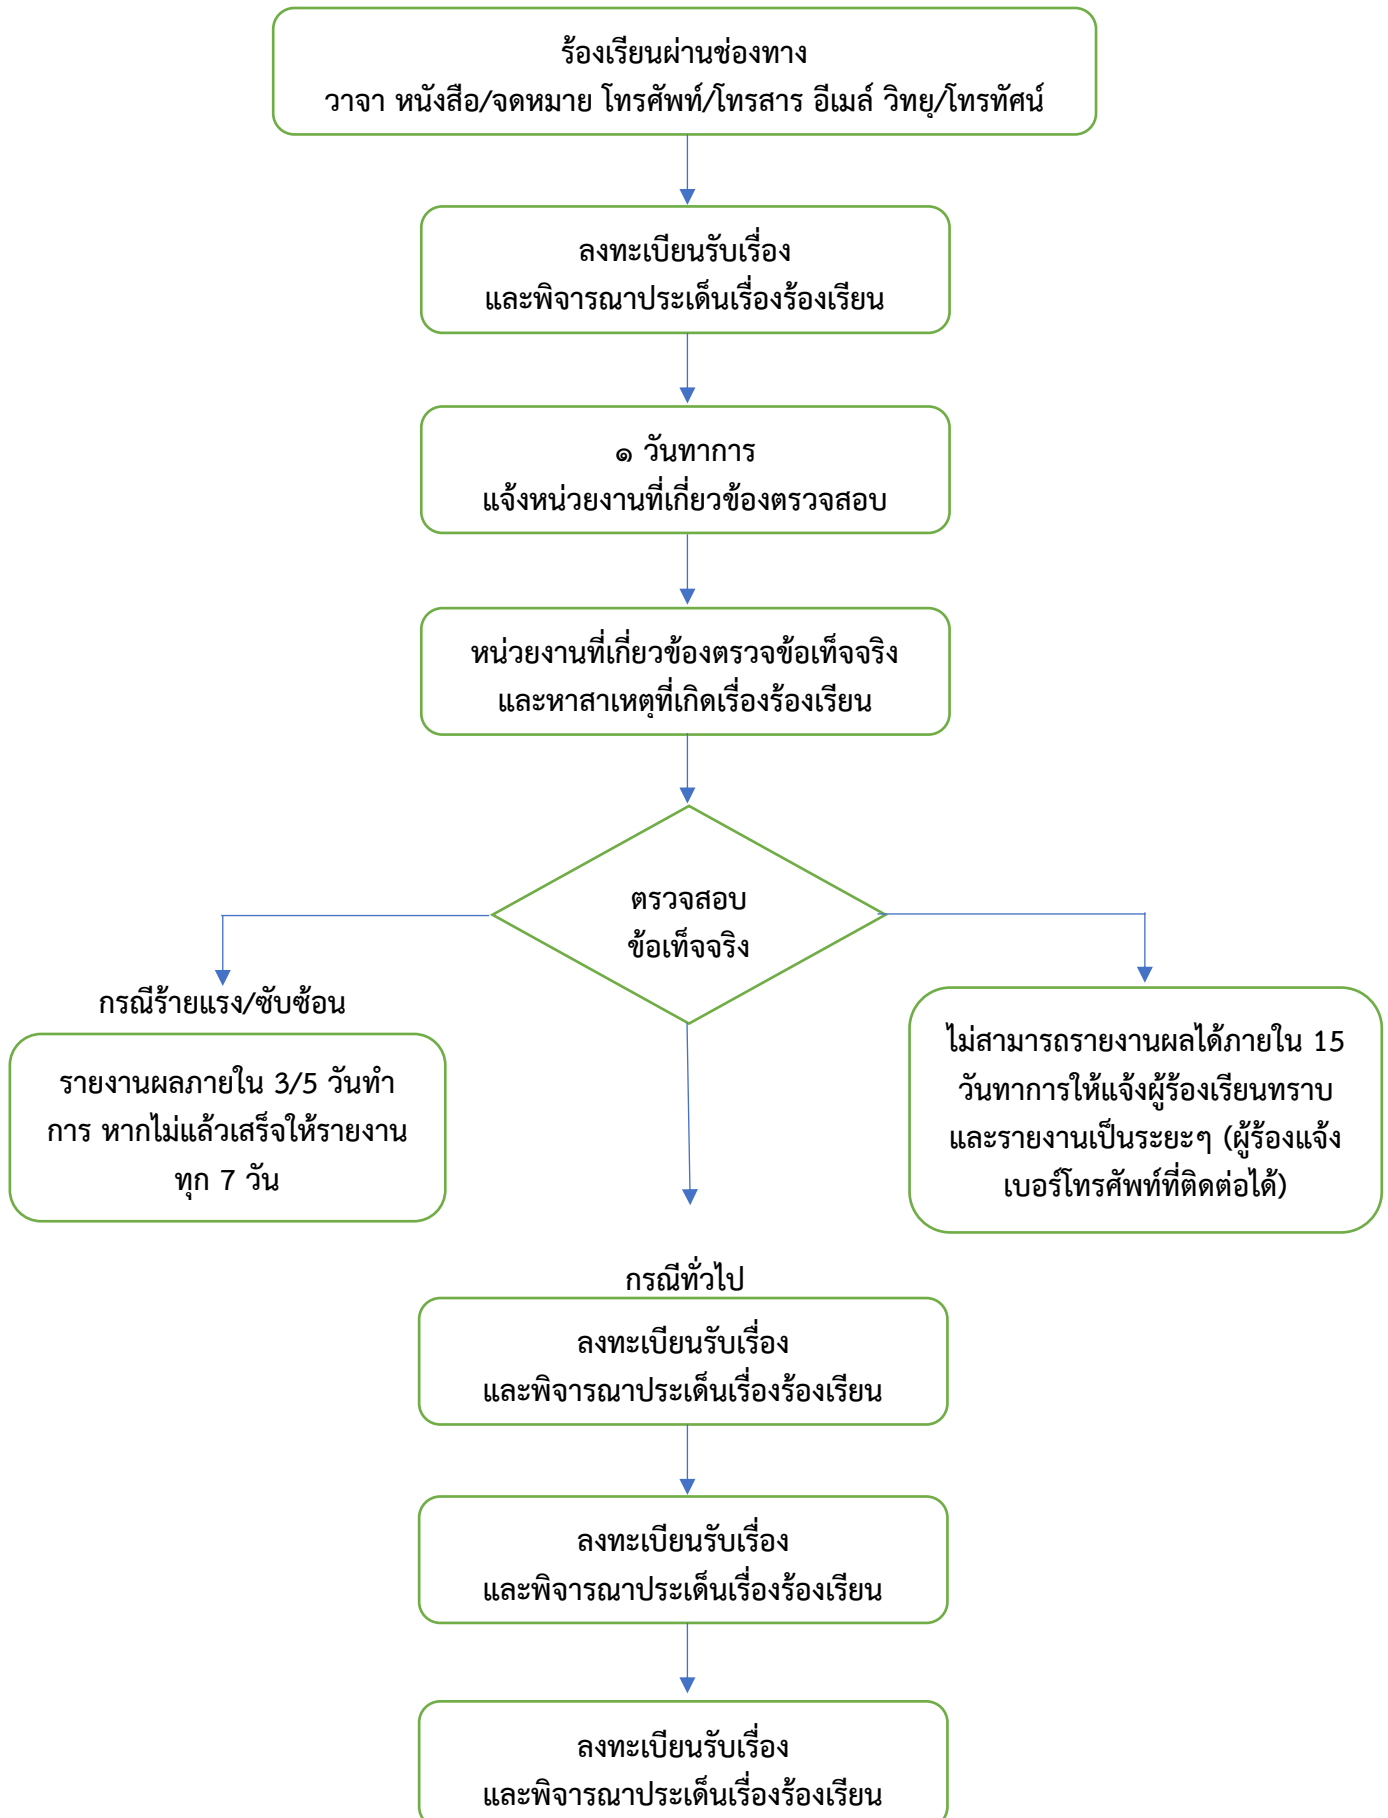 ร้องเรียนผ่านช่องทาง
วาจา หนังสือ/จดหมาย โทรศัพท์/โทรสาร อีเมล์ วิทยุ/โทรทัศน์
ลงทะเบียนรับเรื่อง
และพิจารณาประเด็นเรื่องร้องเรียน
๑ วันทาการ
แจ้งหน่วยงานที่เกี่ยวข้องตรวจสอบ
หน่วยงานที่เกี่ยวข้องตรวจข้อเท็จจริง
และหาสาเหตุที่เกิดเรื่องร้องเรียน
ตรวจสอบ
ข้อเท็จจริง
กรณีร้ายแรง/ซับซ้อน
รายงานผลภายใน 3/5 วันทำ
การ หากไม่แล้วเสร็จให้รายงาน
ทุก 7 วัน
ไม่สามารถรายงานผลได้ภายใน 15
วันทาการให้แจ้งผู้ร้องเรียนทราบ
และรายงานเป็นระยะๆ (ผู้ร้องแจ้ง
เบอร์โทรศัพท์ที่ติดต่อได้)
กรณีทั่วไป
ลงทะเบียนรับเรื่อง
และพิจารณาประเด็นเรื่องร้องเรียน
ลงทะเบียนรับเรื่อง
และพิจารณาประเด็นเรื่องร้องเรียน
ลงทะเบียนรับเรื่อง
และพิจารณาประเด็นเรื่องร้องเรียน